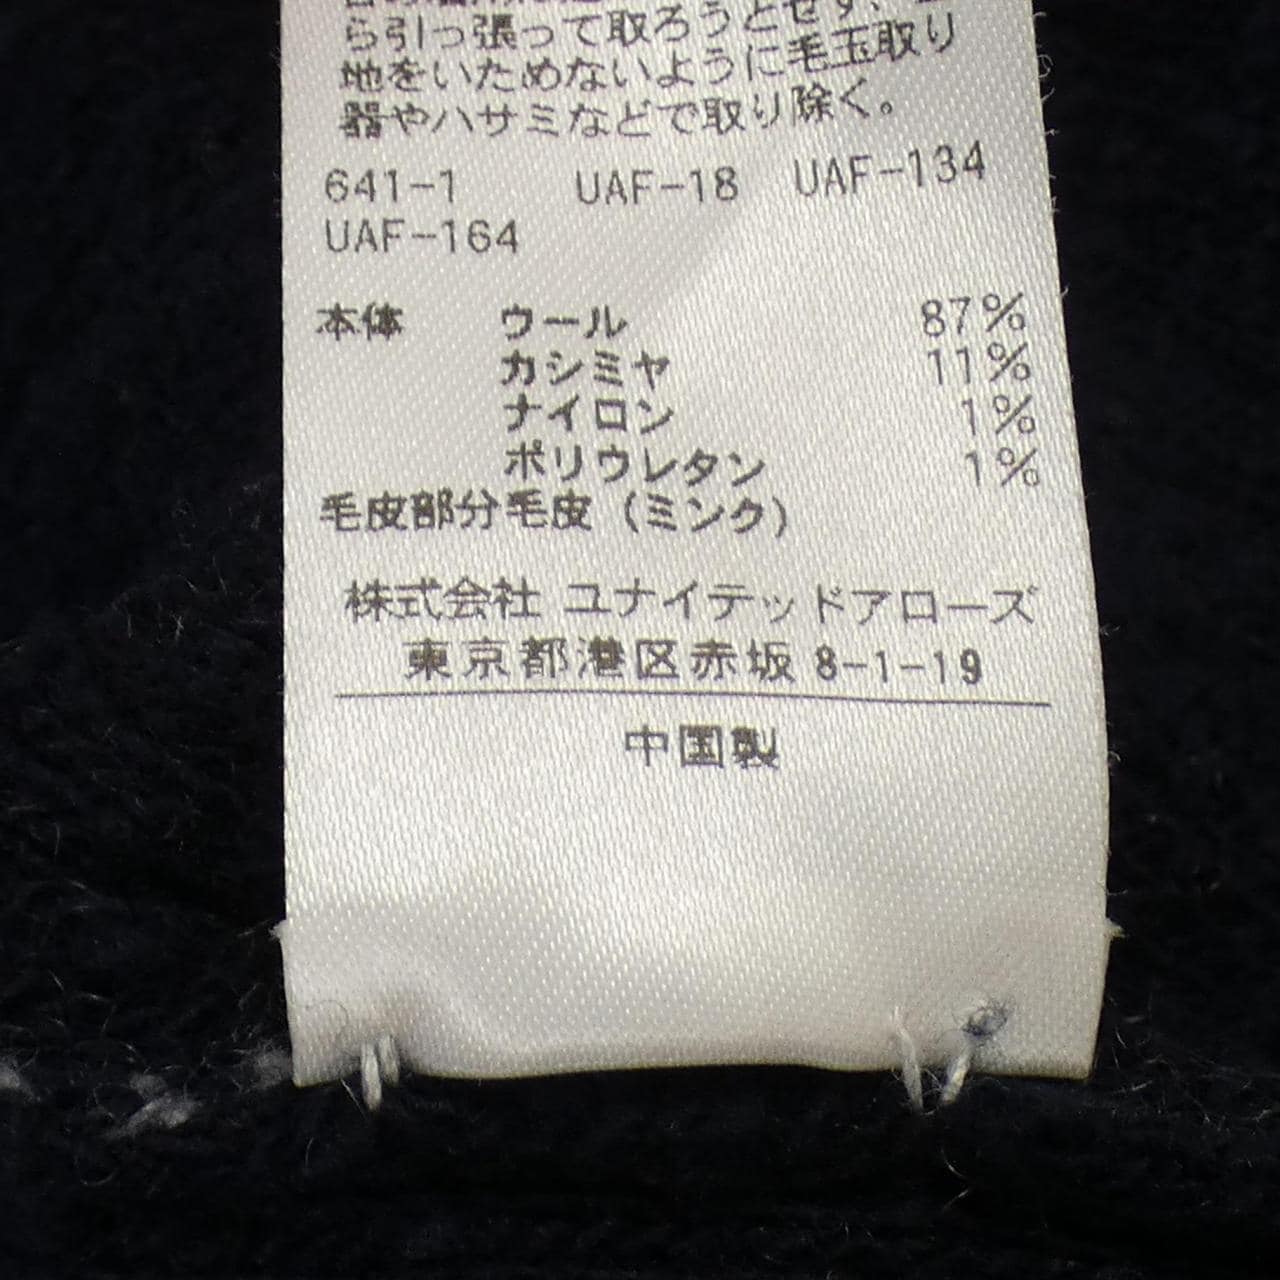 ら引っ張って取ろうとせず、
地をいためないように毛玉取り
器やハサミなどで取り除く。
641-1 UAF-18 UAF-134
UAF-164
本体 ウール 87%
カシミヤ 11%
ナイロン 1%
ポリウレタン 1%
毛皮部分毛皮（ミンク）
株式会社 ユナイテッドアローズ
東京都港区赤坂 8-1-19
中国製